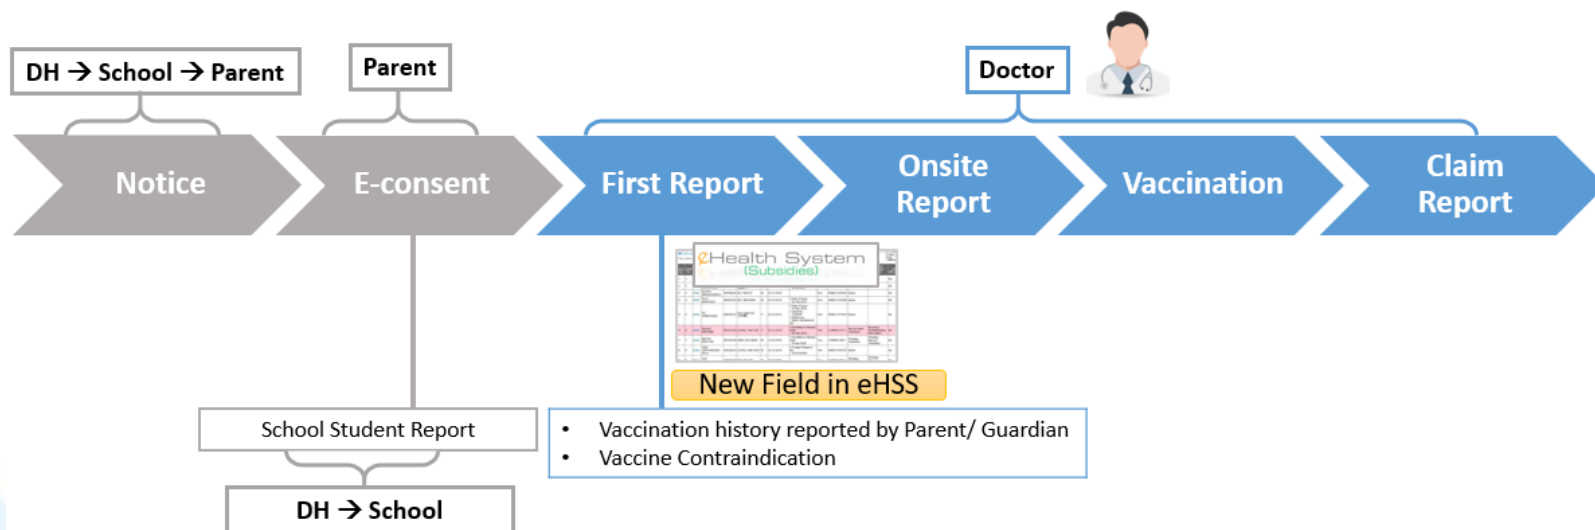 DH → School → Parent
Parent
Doctor
Notice
E-consent
First Report
Onsite
Report
Vaccination
Claim
Report
eHealth System
(Subsidies)
New Field in eHSS
School Student Report
• Vaccination history reported by Parent/ Guardian
• Vaccine Contraindication
DH → School